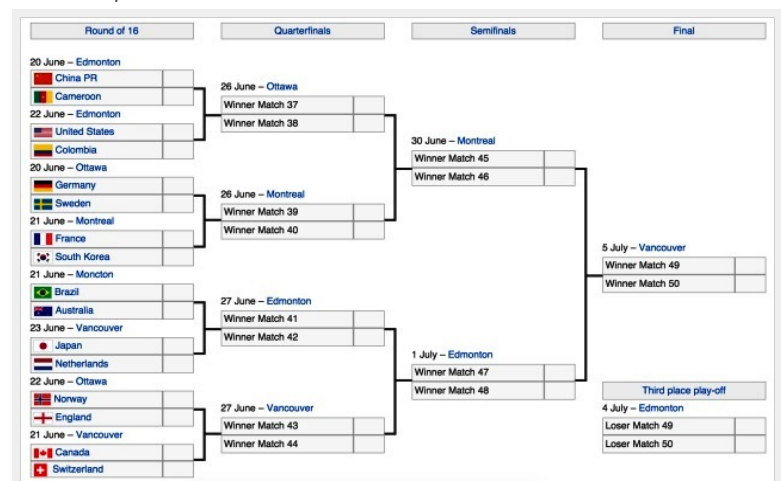 Round of 16
Quarterfinals
Semifinals
Final
20 June – Edmonton
China PR
Cameroon
22 June – Edmonton
United States
Colombia
20 June – Ottawa
Germany
Sweden
21 June – Montreal
France
South Korea
21 June – Moncton
Brazil
Australia
23 June – Vancouver
Japan
Netherlands
22 June – Ottawa
Norway
England
21 June – Vancouver
Canada
Switzerland
26 June – Ottawa
Winner Match 37
Winner Match 38
26 June – Montreal
Winner Match 39
Winner Match 40
27 June – Edmonton
Winner Match 41
Winner Match 42
27 June – Vancouver
Winner Match 43
Winner Match 44
30 June – Montreal
Winner Match 45
Winner Match 46
1 July – Edmonton
Winner Match 47
Winner Match 48
5 July – Vancouver
Winner Match 49
Winner Match 50
Third place play-off
4 July – Edmonton
Loser Match 49
Loser Match 50